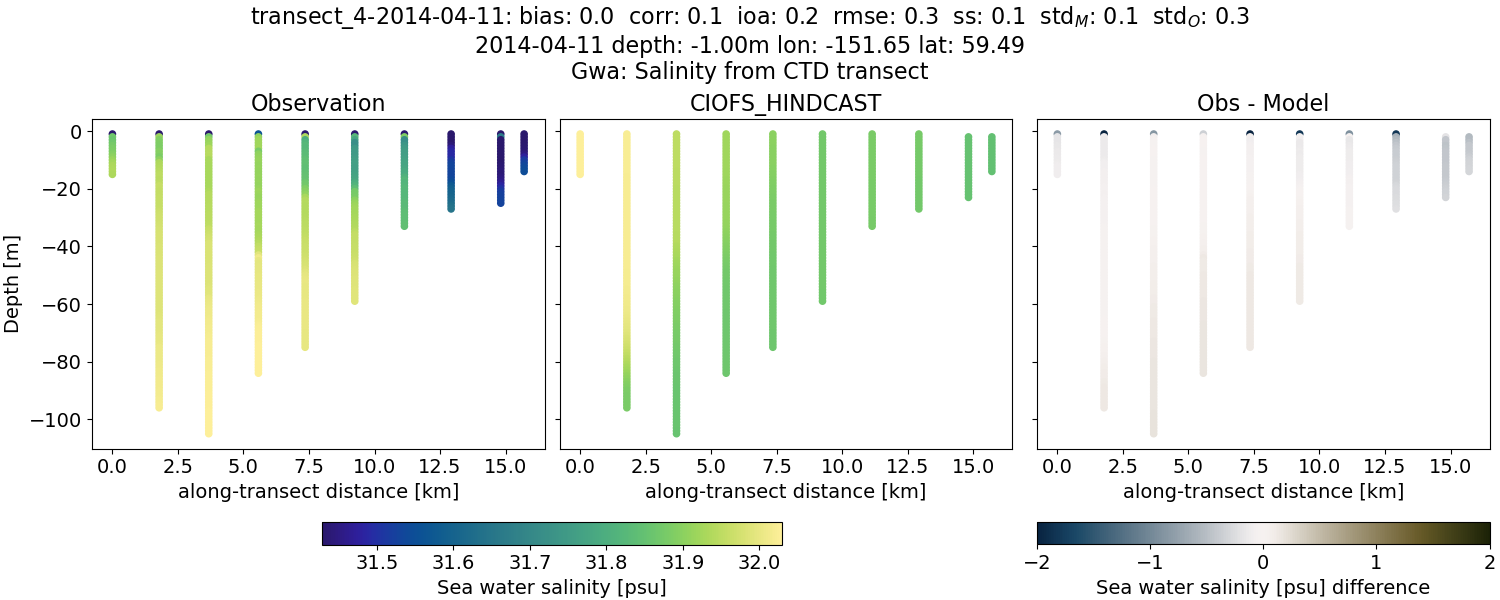 transect_4-2014-04-11: bias: 0.0 corr: 0.1 ioa: 0.2 rmse: 0.3 ss: 0.1 std_M: 0.1 std_O: 0.3
2014-04-11 depth: -1.00m lon: -151.65 lat: 59.49
Gwa: Salinity from CTD transect
Observation
CIOFS_HINDCAST
Obs - Model
Depth [m]
0
−20
−40
−60
−80
−100
0.0 2.5 5.0 7.5 10.0 12.5 15.0
0.0 2.5 5.0 7.5 10.0 12.5 15.0
0.0 2.5 5.0 7.5 10.0 12.5 15.0
along-transect distance [km]
along-transect distance [km]
along-transect distance [km]
31.5 31.6 31.7 31.8 31.9 32.0
Sea water salinity [psu]
−2 −1 0 1 2
Sea water salinity [psu] difference